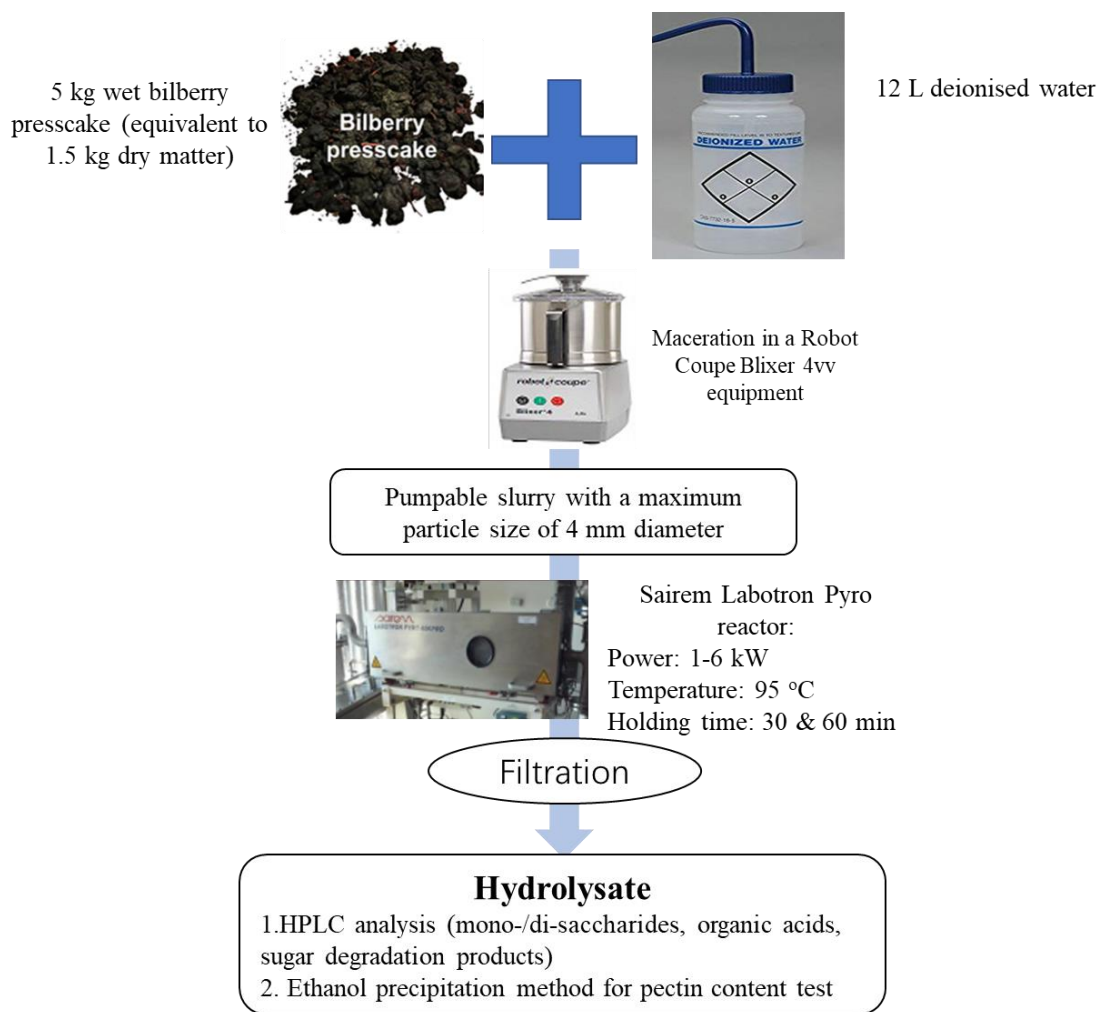 5 kg wet bilberry
presscake (equivalent to
1.5 kg dry matter)
Bilberry
presscake
DEIONIZED WATER
12 L deionised water
robot coupe
Blixer 4
Maceration in a Robot
Coupe Blixer 4vv
equipment
Pumpable slurry with a maximum
particle size of 4 mm diameter
Sairem Labotron Pyro
reactor:
Power: 1-6 kW
Temperature: 95 °C
Holding time: 30 & 60 min
Filtration
Hydrolysate
1.HPLC analysis (mono-/di-saccharides, organic acids,
sugar degradation products)
2. Ethanol precipitation method for pectin content test